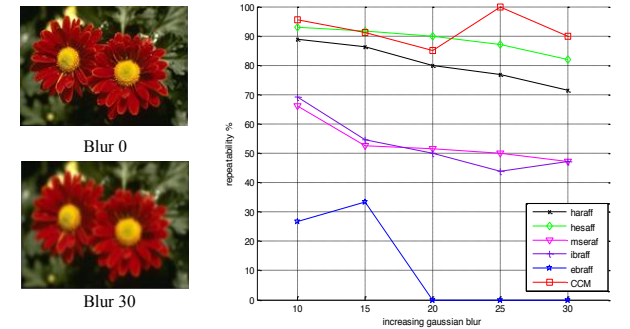 Blur 0
Blur 30
100
90
80
70
60
50
40
30
20
10
0
repeatability %
10 15 20 25 30
increasing gaussian blur
haraff
hesaff
mseraf
ibraff
ebraff
CCM